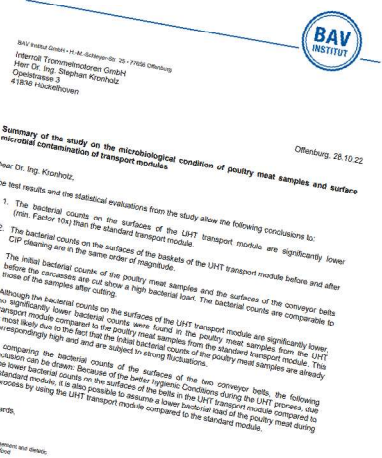 BAV
INSTITUT
BAV Institut GmbH • H.-M.-Schleyer-Str. 25 • 77656 Offenburg
Interroll Trommelmotoren GmbH
Herr Dr. Ing. Stephan Kronholz
Opelstrasse 3
41836 Hückelhoven
Offenburg, 28.10.22
Summary of the study on the microbiological condition of poultry meat samples and surface
microbial contamination of transport modules
ear Dr. Ing. Kronholz,
e test results and the statistical evaluations from the study allow the following conclusions to:
1. The bacterial counts on the surfaces of the UHT transport module are significantly lower
(min. Factor 10x) than the standard transport module.
The bacterial counts on the surfaces of the baskets of the UHT transport module before and after
CIP cleaning are in the same order of magnitude.
The initial bacterial counts of the poultry meat samples and the surfaces of the conveyor belts
before the carcasses are cut show a high bacterial load. The bacterial counts are comparable to
those of the samples after cutting.
Although the bacterial counts on the surfaces of the UHT transport module are significantly lower,
significantly lower bacterial counts were found in the poultry meat samples from the UHT
ransport module compared to the poultry meat samples from the standard transport module. This
most likely due to the fact that the Initial bacterial counts of the poultry meat samples are already
rrespondingly high and and are subject to strong fluctuations.
comparing the bacterial counts of the surfaces of the two conveyor belts, the following
clusion can be drawn: Because of the better hygienic Conditions during the UHT process, due
e lower bacterial counts on the surfaces of the belts in the UHT transport module compared to
standard module, it is also possible to assume a lower bacterial load of the poultry meat during
rocess by using the UHT transport module compared to the standard module.
ards,
ement and dietetic
food